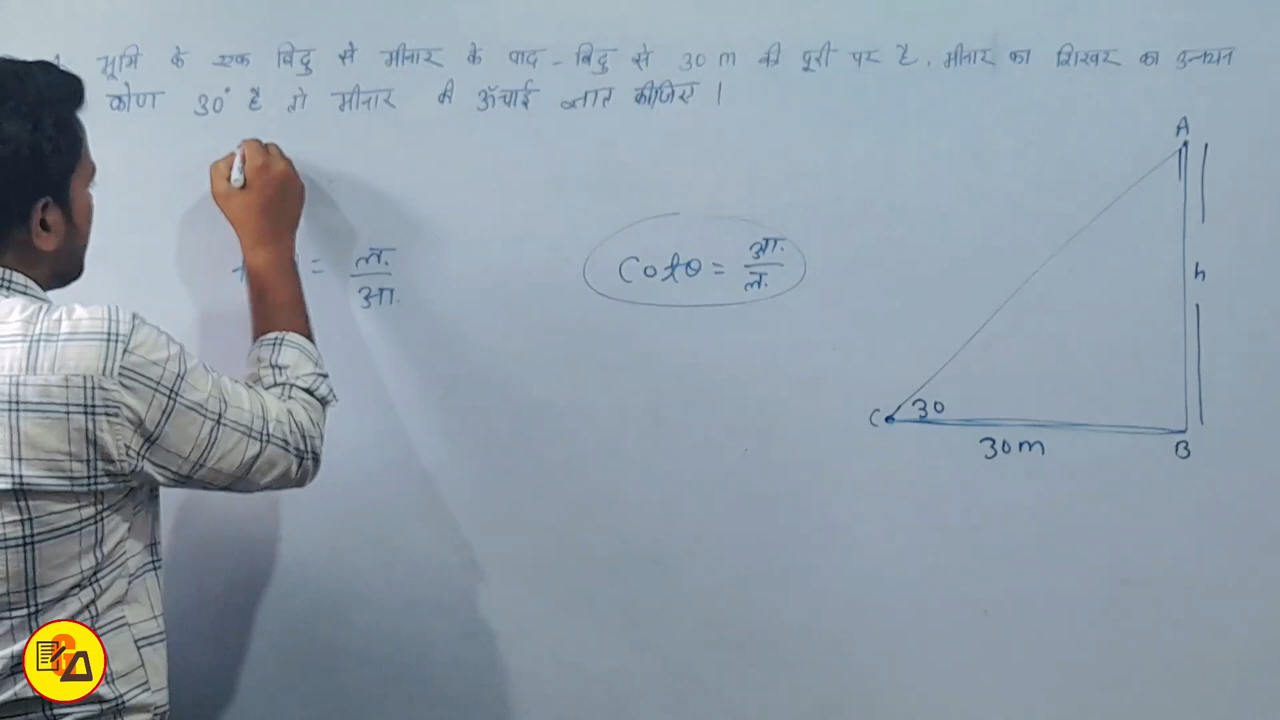 भूमि के एक बिंदु से मीनार के पाद - बिंदु से 30 m की दूरी पर है, मीनार का शिखर का उन्नयन
कोण 30° है तो मीनार की ऊँचाई ज्ञात कीजिए ।
= ल. / आ.
Cotθ = आ. / ल.
A
h
C 30
30m
B